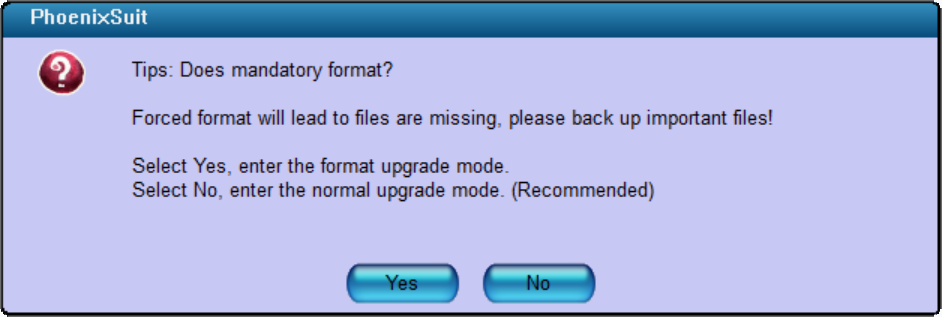 PhoenixSuit
Tips: Does mandatory format?
Forced format will lead to files are missing, please back up important files!
Select Yes, enter the format upgrade mode.
Select No, enter the normal upgrade mode. (Recommended)
Yes
No